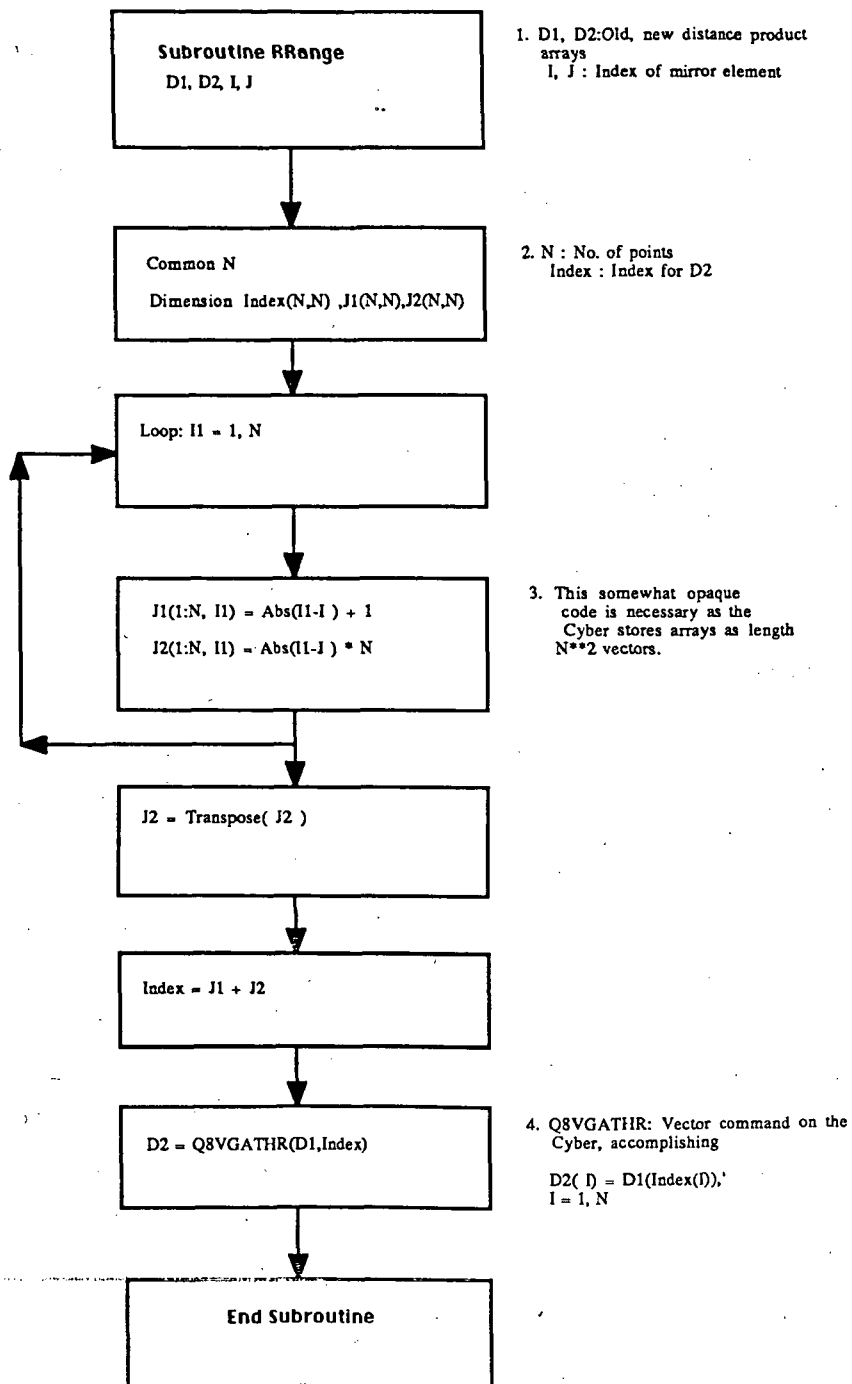 Subroutine RRange
D1, D2, I, J
1. D1, D2:Old, new distance product
arrays
I, J : Index of mirror element
Common N
Dimension Index(N,N) ,J1(N,N),J2(N,N)
2. N : No. of points
Index : Index for D2
Loop: I1 = 1, N
J1(1:N, I1) = Abs(I1-I ) + 1
J2(1:N, I1) = Abs(I1-J ) * N
3. This somewhat opaque
code is necessary as the
Cyber stores arrays as length
N**2 vectors.
J2 = Transpose( J2 )
Index = J1 + J2
D2 = Q8VGATHR(D1,Index)
4. Q8VGATHR: Vector command on the
Cyber, accomplishing
D2( I) = D1(Index(I)),
I = 1, N
End Subroutine